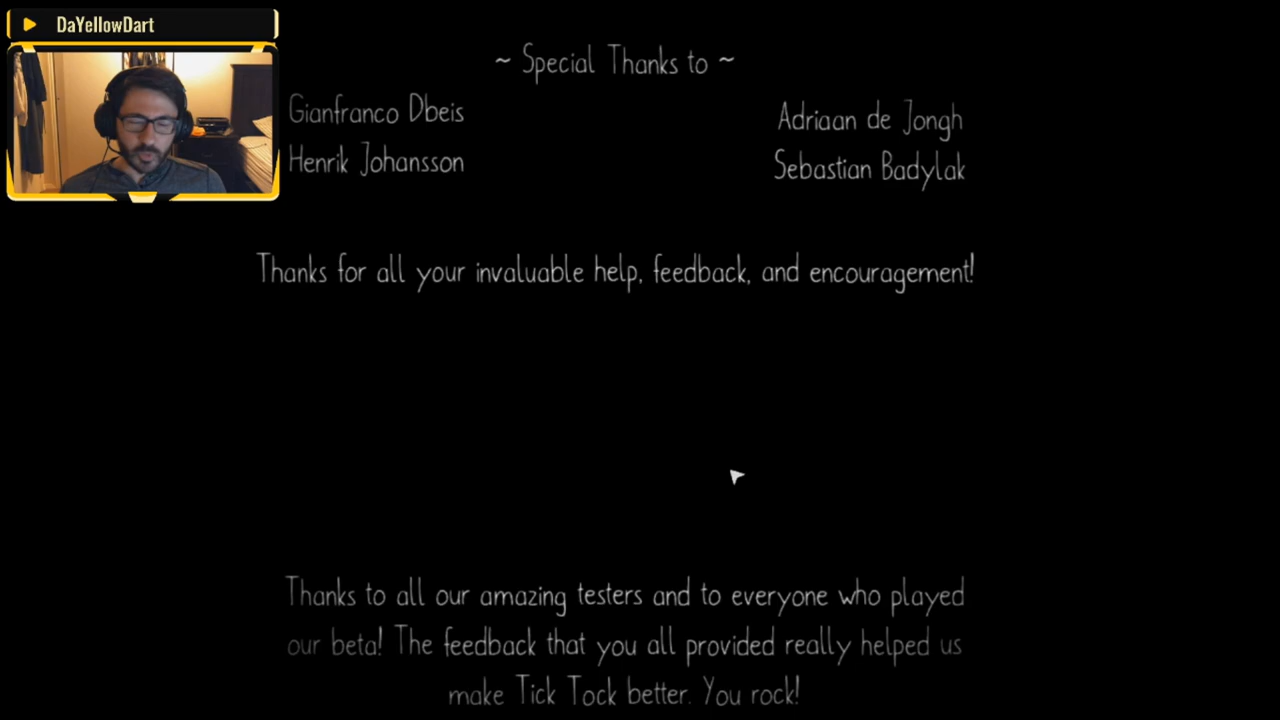 DaYellowDart
~ Special Thanks to ~
Gianfranco Dbeis
Adriaan de Jongh
Henrik Johansson
Sebastian Badylak
Thanks for all your invaluable help, feedback, and encouragement!
Thanks to all our amazing testers and to everyone who played
our beta! The feedback that you all provided really helped us
make Tick Tock better. You rock!